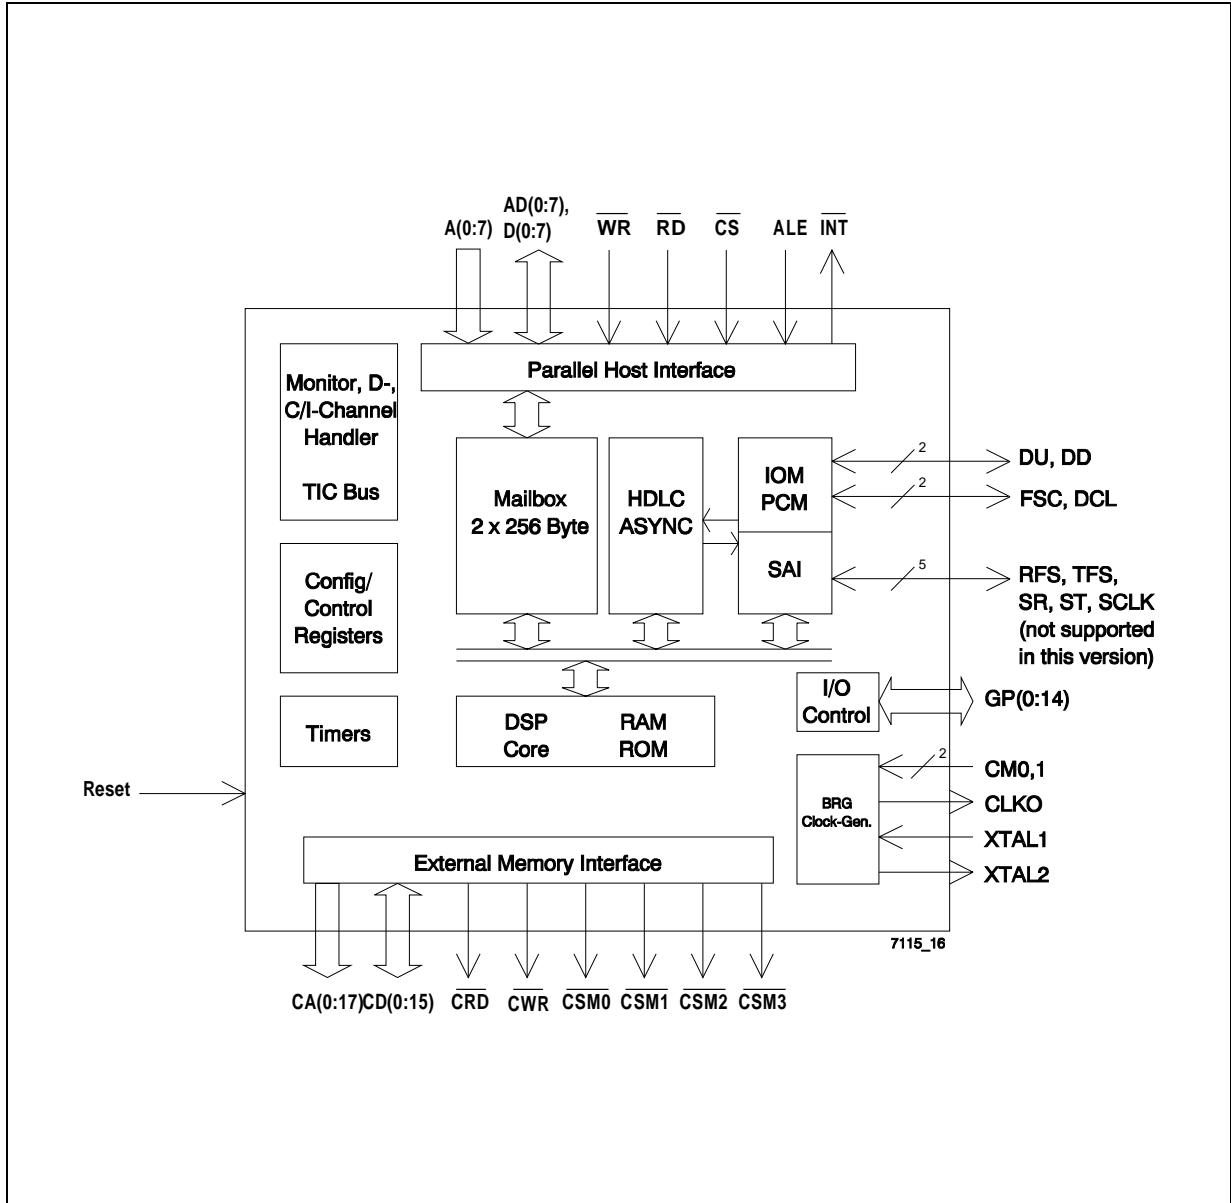 AD(0:7),
A(0:7) D(0:7) WR RD CS ALE INT
Parallel Host Interface
Monitor, D-,
C/I-Channel
Handler
TIC Bus
Mailbox
2 x 256 Byte
HDLC
ASYNC
IOM
PCM
SAI
2
DU, DD
2
FSC, DCL
5
RFS, TFS,
SR, ST, SCLK
(not supported
in this version)
Config/
Control
Registers
I/O
Control
GP(0:14)
Timers
DSP
Core
RAM
ROM
Reset
BRG
Clock-Gen.
2
CM0,1
CLKO
XTAL1
XTAL2
External Memory Interface
7115_16
CA(0:17) CD(0:15) CRD CWR CSM0 CSM1 CSM2 CSM3